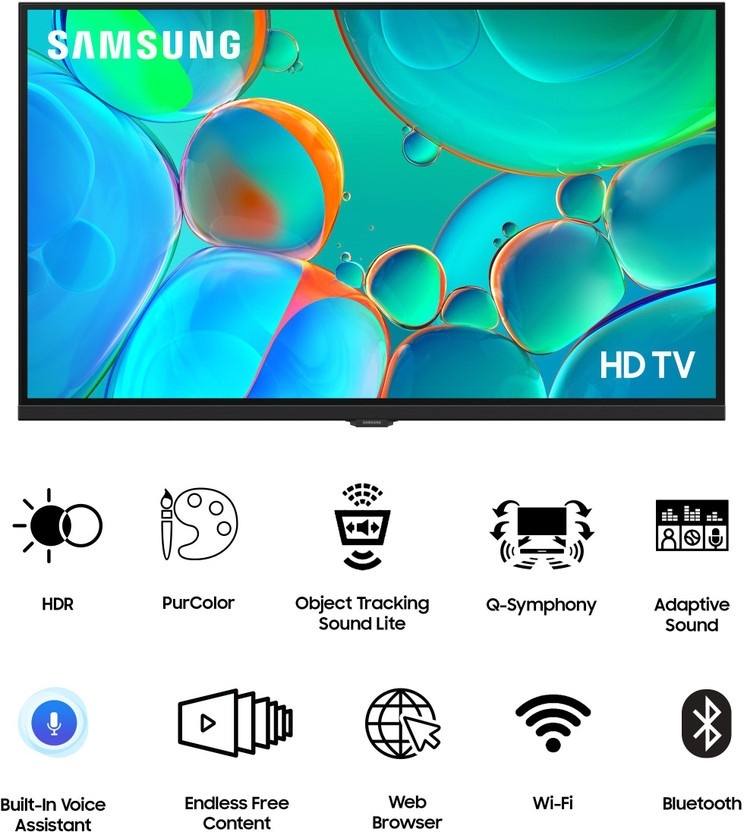 SAMSUNG
HD TV
SAMSUNG
HDR
PurColor
Object Tracking
Sound Lite
Q-Symphony
Adaptive
Sound
Built-In Voice
Assistant
Endless Free
Content
Web
Browser
Wi-Fi
Bluetooth